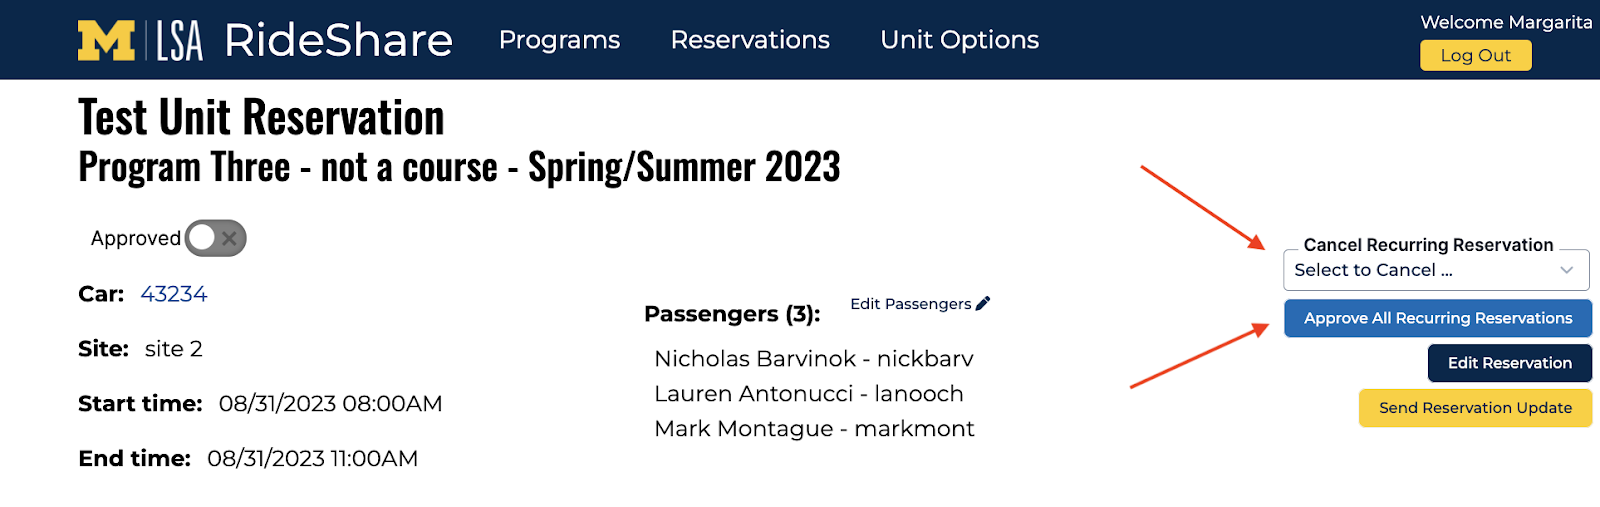 M LSA RideShare Programs Reservations Unit Options
Welcome Margarita
Log Out
Test Unit Reservation
Program Three - not a course - Spring/Summer 2023
Approved
Car: 43234
Site: site 2
Start time: 08/31/2023 08:00AM
End time: 08/31/2023 11:00AM
Passengers (3): Edit Passengers
Nicholas Barvinok - nickbarv
Lauren Antonucci - lanooch
Mark Montague - markmont
Cancel Recurring Reservation
Select to Cancel ...
Approve All Recurring Reservations
Edit Reservation
Send Reservation Update